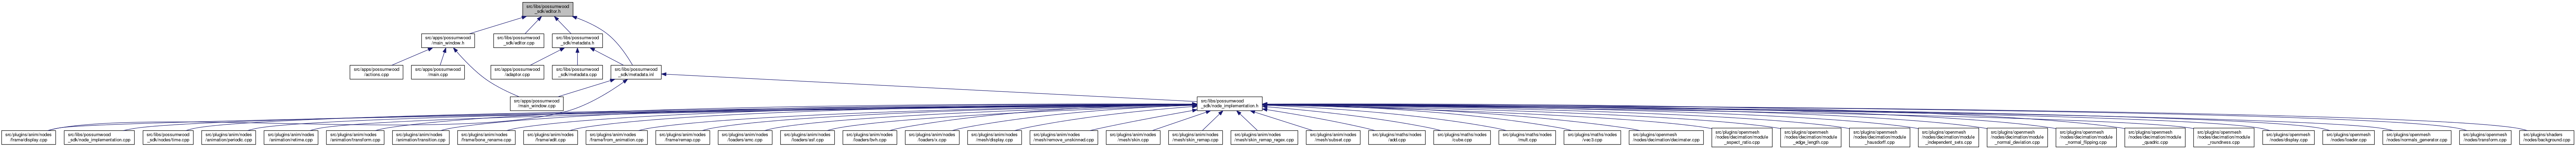 src/libs/possumwood
_sdk/editor.h
src/apps/possumwood
/main_window.h
src/libs/possumwood
_sdk/editor.cpp
src/libs/possumwood
_sdk/metadata.h
src/apps/possumwood
/actions.cpp
src/apps/possumwood
/main.cpp
src/apps/possumwood
/adaptor.cpp
src/libs/possumwood
_sdk/metadata.cpp
src/libs/possumwood
_sdk/metadata.inl
src/apps/possumwood
/main_window.cpp
src/libs/possumwood
_sdk/node_implementation.h
src/plugins/anim/nodes
/frame/display.cpp
src/libs/possumwood
_sdk/node_implementation.cpp
src/libs/possumwood
_sdk/nodes/time.cpp
src/plugins/anim/nodes
/animation/periodic.cpp
src/plugins/anim/nodes
/animation/retime.cpp
src/plugins/anim/nodes
/animation/transform.cpp
src/plugins/anim/nodes
/animation/transition.cpp
src/plugins/anim/nodes
/frame/bone_rename.cpp
src/plugins/anim/nodes
/frame/edit.cpp
src/plugins/anim/nodes
/frame/from_animation.cpp
src/plugins/anim/nodes
/frame/remap.cpp
src/plugins/anim/nodes
/loaders/amc.cpp
src/plugins/anim/nodes
/loaders/asf.cpp
src/plugins/anim/nodes
/loaders/bvh.cpp
src/plugins/anim/nodes
/loaders/x.cpp
src/plugins/anim/nodes
/mesh/display.cpp
src/plugins/anim/nodes
/mesh/remove_unskinned.cpp
src/plugins/anim/nodes
/mesh/skin.cpp
src/plugins/anim/nodes
/mesh/skin_remap.cpp
src/plugins/anim/nodes
/mesh/skin_remap_regex.cpp
src/plugins/anim/nodes
/mesh/subset.cpp
src/plugins/maths/nodes
/add.cpp
src/plugins/maths/nodes
/cube.cpp
src/plugins/maths/nodes
/mult.cpp
src/plugins/maths/nodes
/vec3.cpp
src/plugins/openmesh
/nodes/decimation/decimater.cpp
src/plugins/openmesh
/nodes/decimation/module
_aspect_ratio.cpp
src/plugins/openmesh
/nodes/decimation/module
_edge_length.cpp
src/plugins/openmesh
/nodes/decimation/module
_hausdorff.cpp
src/plugins/openmesh
/nodes/decimation/module
_independent_sets.cpp
src/plugins/openmesh
/nodes/decimation/module
_normal_deviation.cpp
src/plugins/openmesh
/nodes/decimation/module
_normal_flipping.cpp
src/plugins/openmesh
/nodes/decimation/module
_quadric.cpp
src/plugins/openmesh
/nodes/decimation/module
_roundness.cpp
src/plugins/openmesh
/nodes/display.cpp
src/plugins/openmesh
/nodes/loader.cpp
src/plugins/openmesh
/nodes/normals_generator.cpp
src/plugins/openmesh
/nodes/transform.cpp
src/plugins/shaders
/nodes/background.cpp